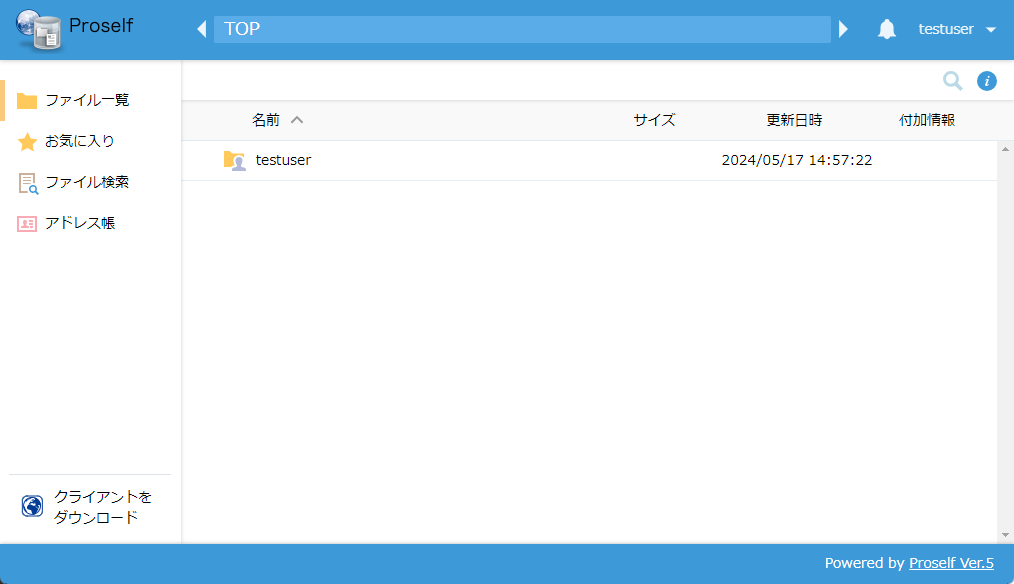 Proself
TOP
testuser
ファイル一覧
お気に入り
ファイル検索
アドレス帳
名前
サイズ
更新日時
付加情報
testuser
2024/05/17 14:57:22
クライアントを
ダウンロード
Powered by Proself Ver.5